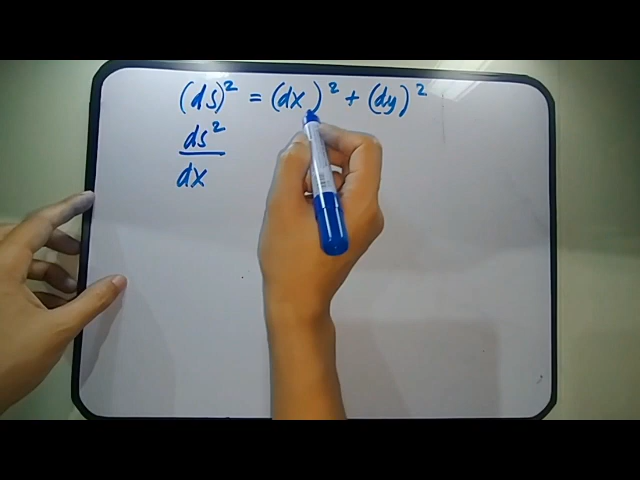 (ds)² = (dx)² + (dy)²
ds²
dx